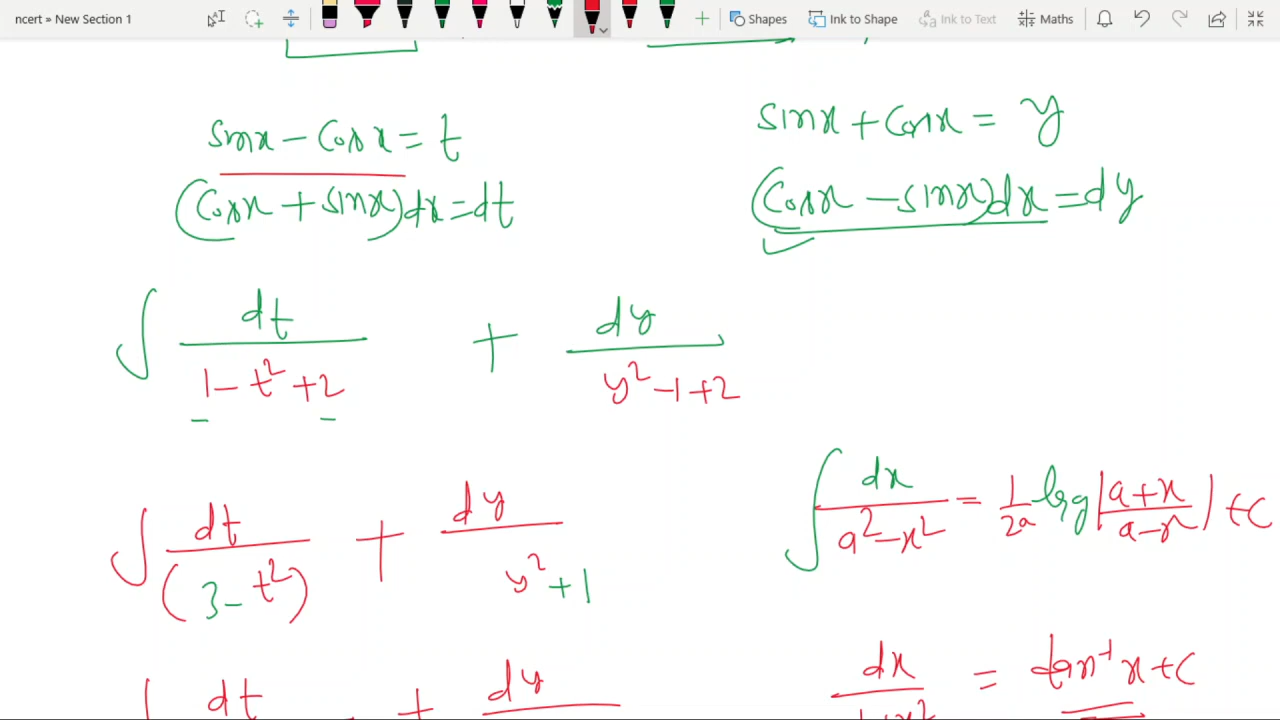 ncert » New Section 1
Shapes Ink to Shape Ink to Text Maths
sinx - cosx = t
(cosx + sinx)dx = dt
sinx + cosx = y
(cosx - sinx)dx = dy
∫ dt/(1 - t² + 2) + dy/(y² - 1 + 2)
∫ dt/(3 - t²) + dy/(y² + 1)
∫ dx/(a² - x²) = 1/2a log |(a+x)/(a-x)| + c
∫ dt + dy
dx = tan⁻¹x + c